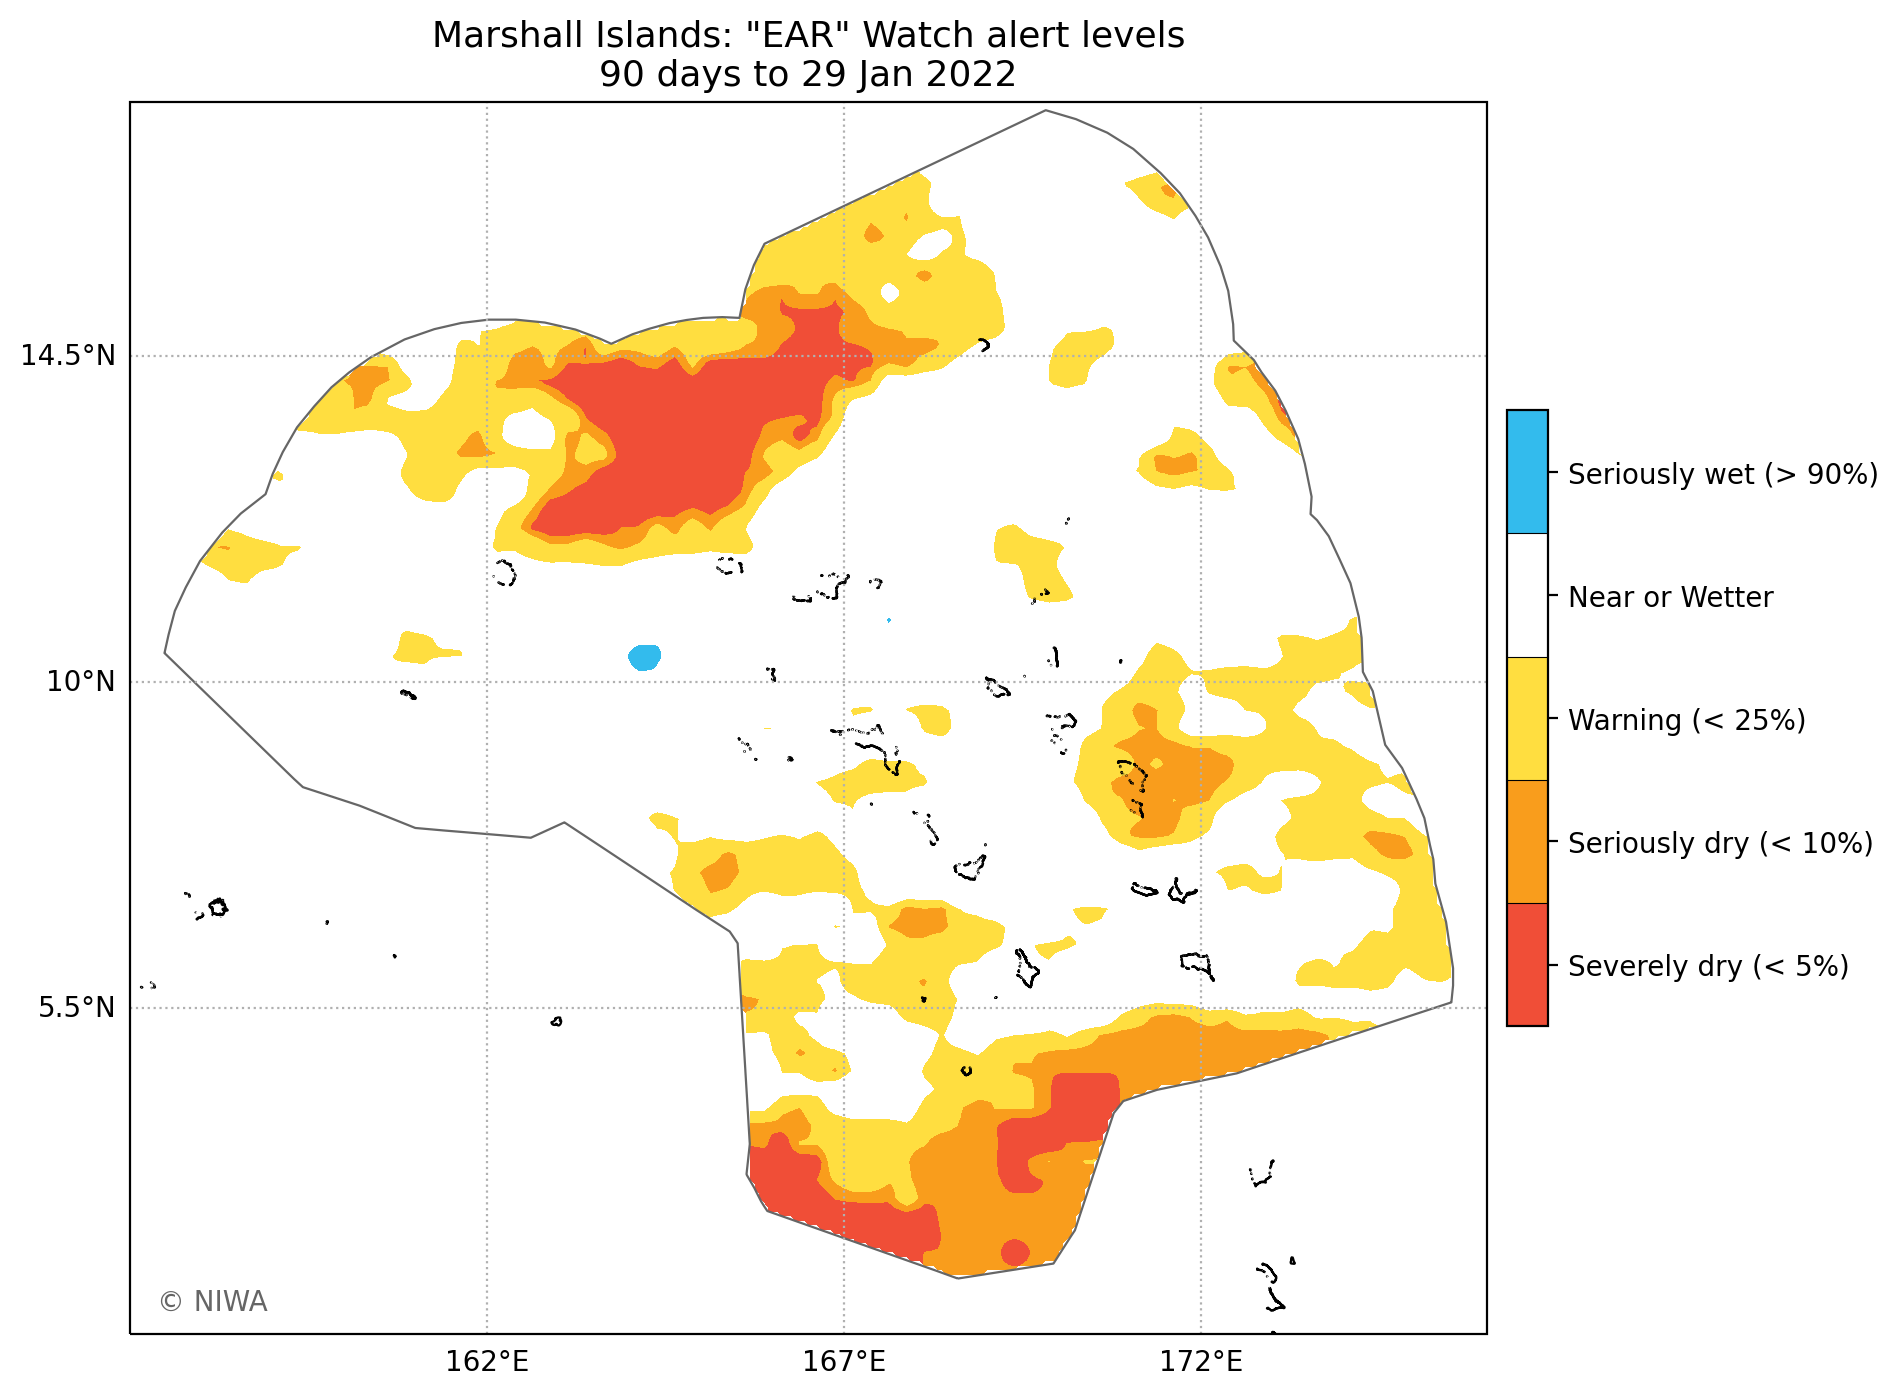 Marshall Islands: "EAR" Watch alert levels
90 days to 29 Jan 2022
14.5°N
10°N
5.5°N
162°E
167°E
172°E
Seriously wet (> 90%)
Near or Wetter
Warning (< 25%)
Seriously dry (< 10%)
Severely dry (< 5%)
© NIWA